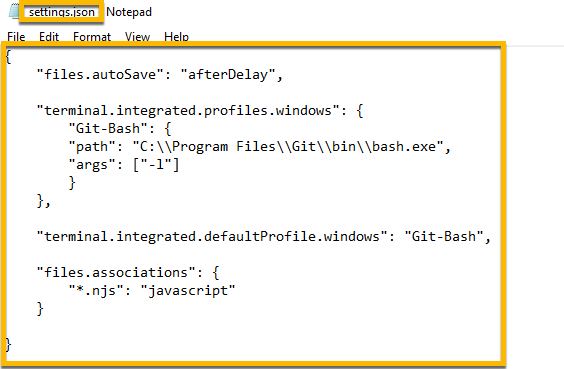 settings.json Notepad
File Edit Format View Help
{
    "files.autoSave": "afterDelay",

    "terminal.integrated.profiles.windows": {
        "Git-Bash": {
        "path": "C:\\Program Files\\Git\\bin\\bash.exe",
        "args": ["-l"]
        }
    },

    "terminal.integrated.defaultProfile.windows": "Git-Bash",

    "files.associations": {
        "*.njs": "javascript"
    }

}